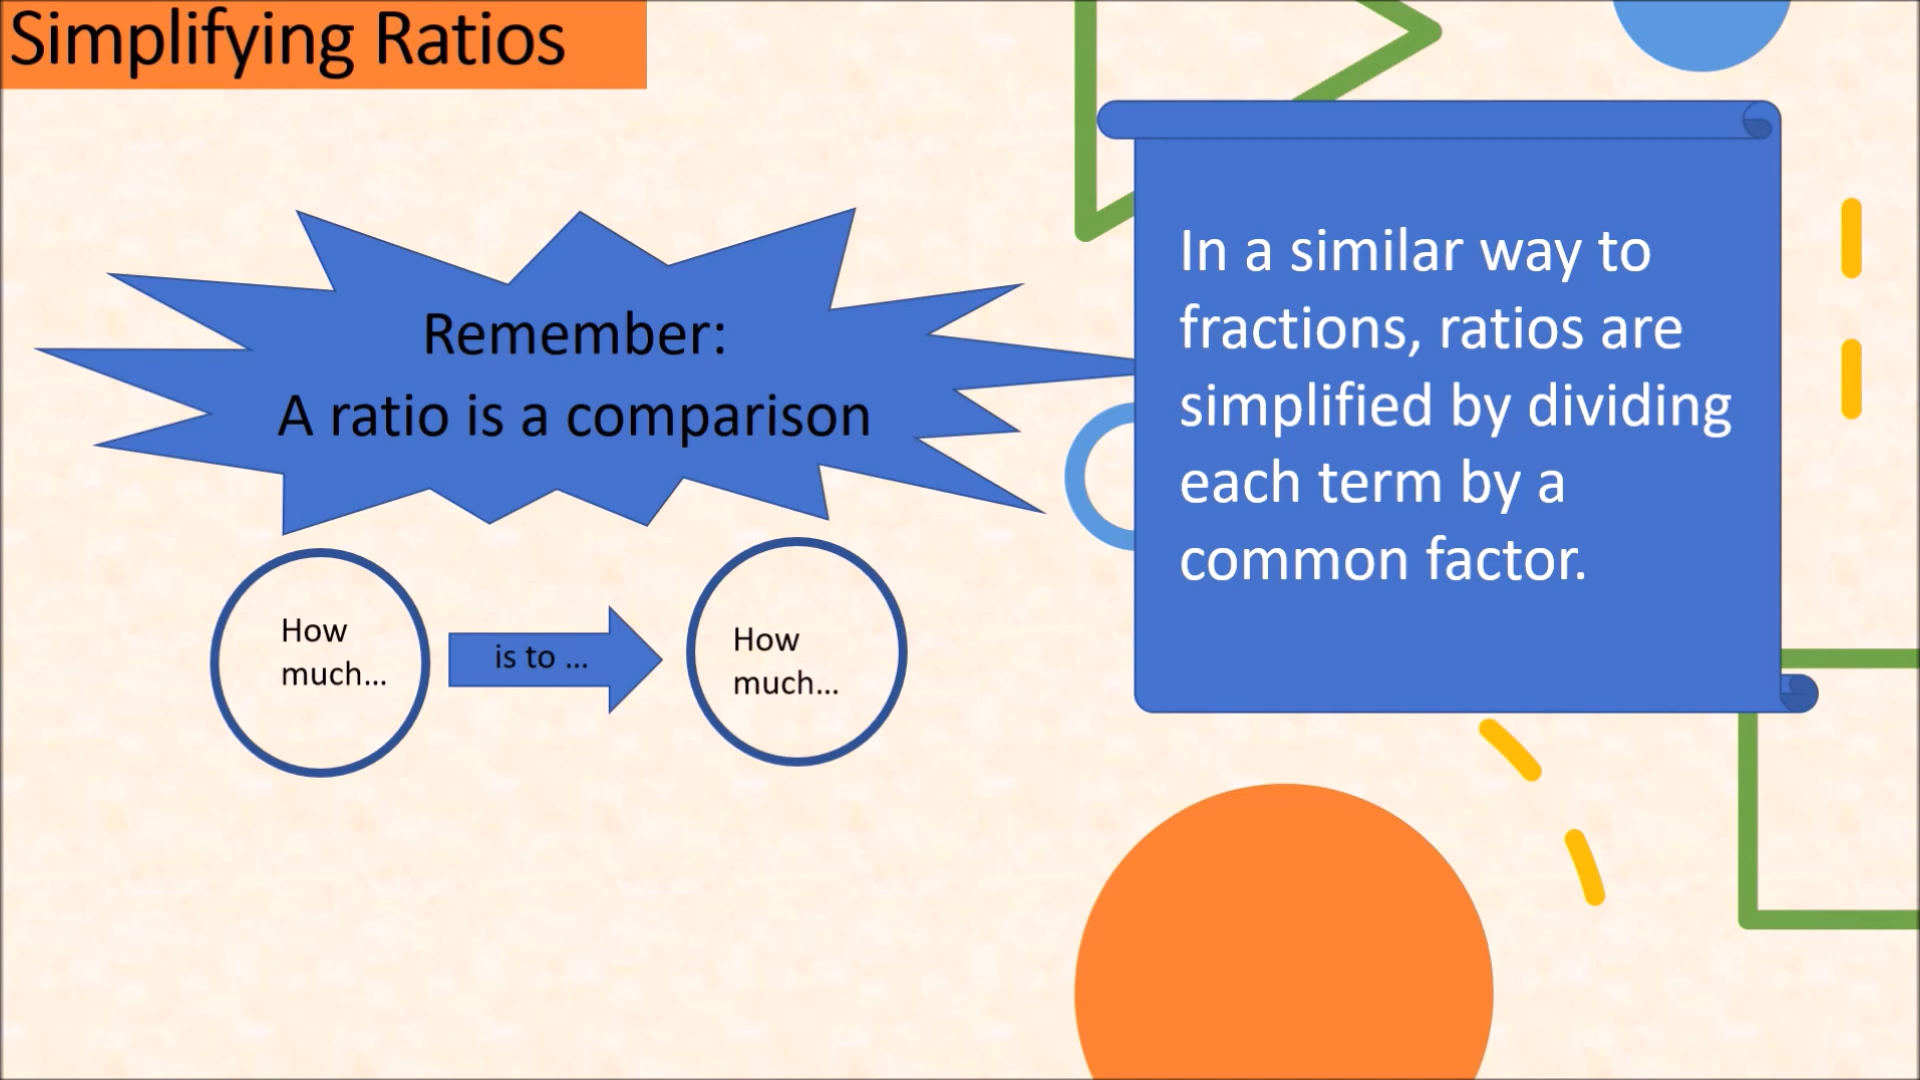 Simplifying Ratios
Remember:
A ratio is a comparison
How
much...
is to ...
How
much...
In a similar way to
fractions, ratios are
simplified by dividing
each term by a
common factor.